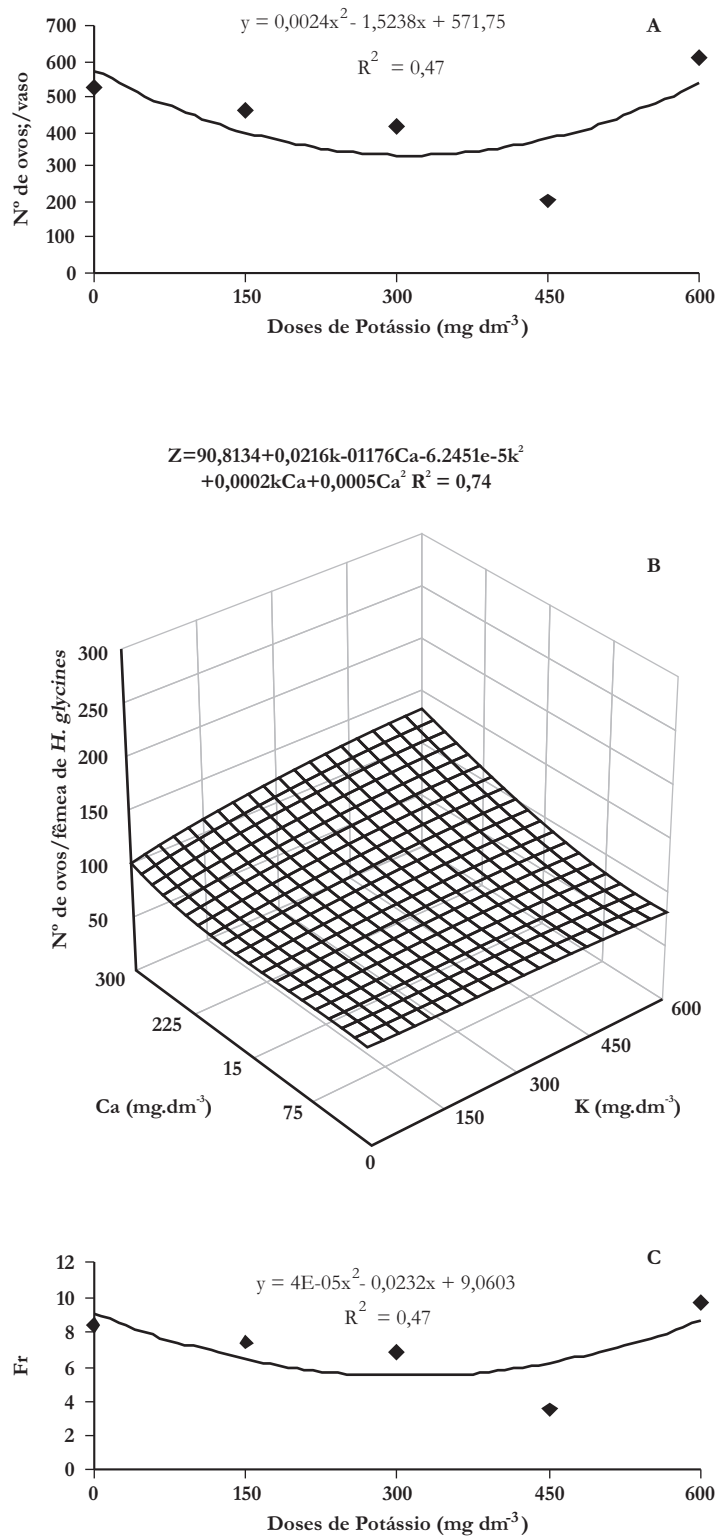 y = 0,0024x² - 1,5238x + 571,75
R² = 0,47
A
700
600
500
400
300
200
100
0
Nº de ovos;/vaso
0 150 300 450 600
Doses de Potássio (mg dm⁻³)
Z=90,8134+0,0216k-01176Ca-6.2451e-5k²
+0,0002kCa+0,0005Ca² R² = 0,74
B
Nº de ovos/fêmea de H. glycines
300
250
200
150
100
50
300
225
15
75
0
Ca (mg.dm⁻³)
150
300
450
600
K (mg.dm⁻³)
y = 4E-05x² - 0,0232x + 9,0603
R² = 0,47
C
12
10
8
6
4
2
0
Fr
0 150 300 450 600
Doses de Potássio (mg dm⁻³)